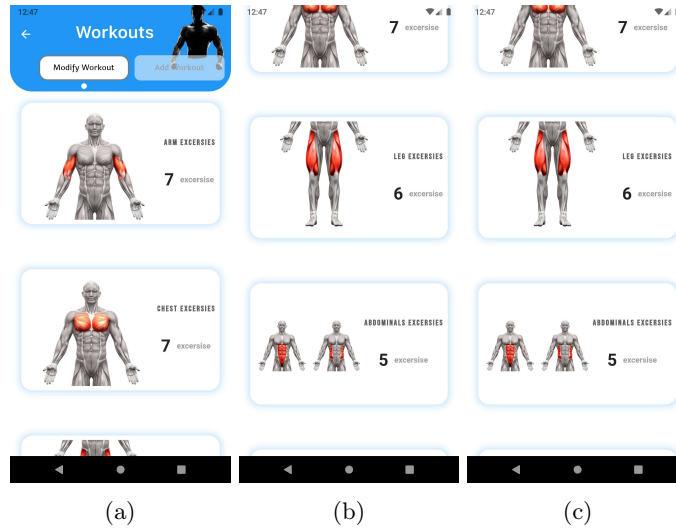 12:47
Workouts
Modify Workout
Add Workout
ARM EXCERSIES
7 excersise
CHEST EXCERSIES
7 excersise
(a)
12:47
7 excersise
LEG EXCERSIES
6 excersise
ABDOMINALS EXCERSIES
5 excersise
(b)
12:47
7 excersise
LEG EXCERSIES
6 excersise
ABDOMINALS EXCERSIES
5 excersise
(c)